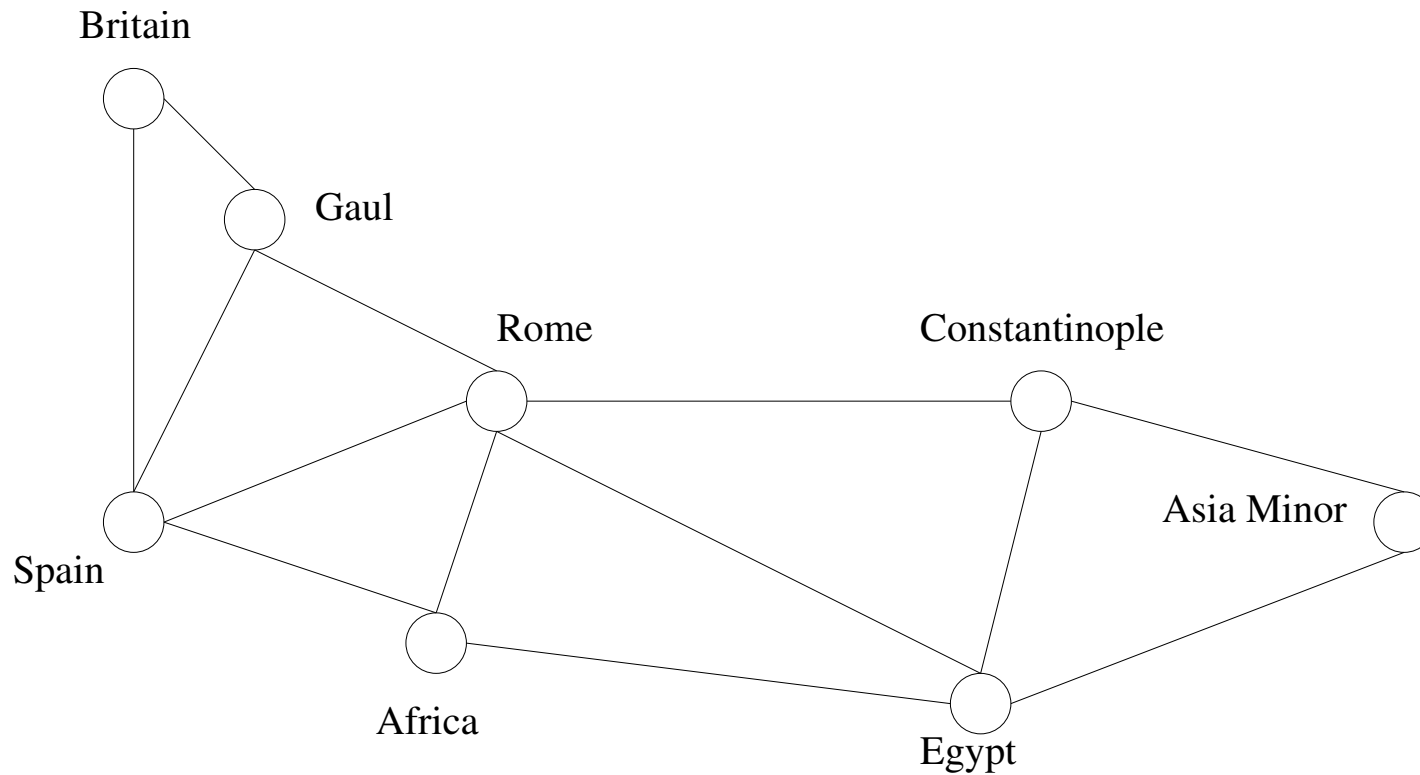 Britain
Gaul
Rome
Constantinople
Asia Minor
Spain
Africa
Egypt